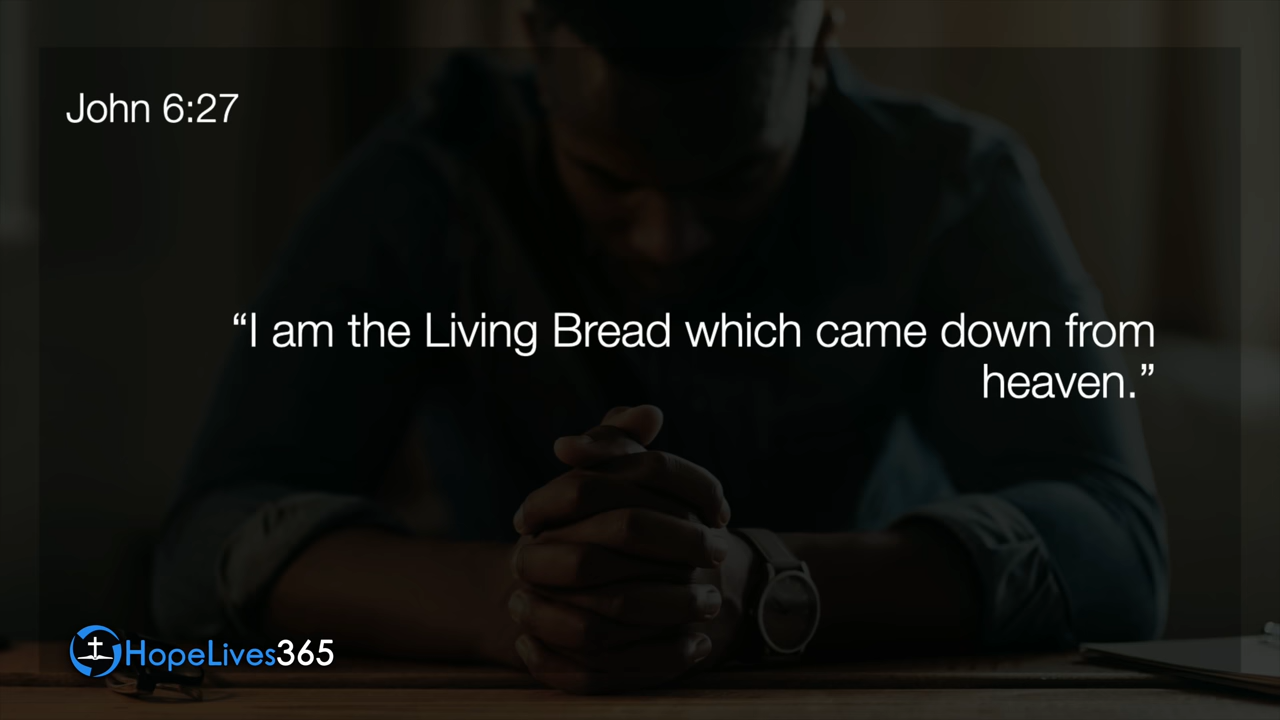 John 6:27
“I am the Living Bread which came down from
heaven.”
HopeLives365